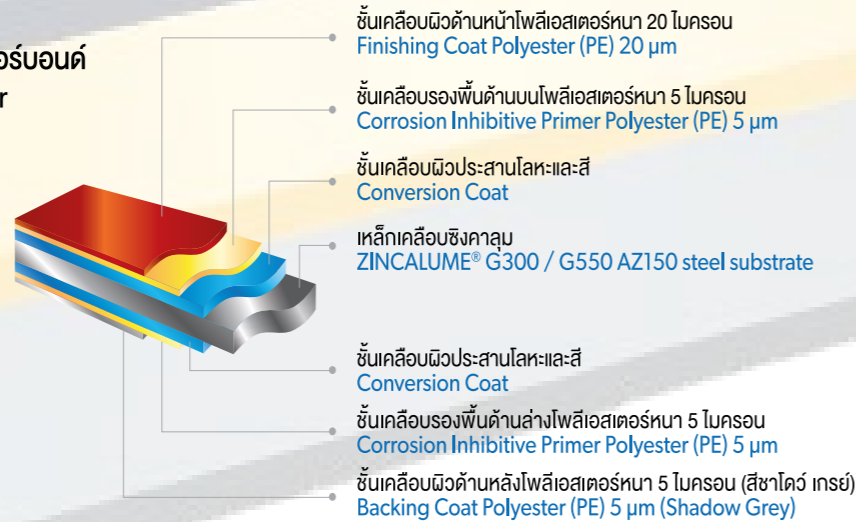 ชั้นเคลือบผิวด้านหน้าโพลีเอสเตอร์หนา 20 ไมครอน
Finishing Coat Polyester (PE) 20 µm
ชั้นเคลือบรองพื้นด้านบนโพลีเอสเตอร์หนา 5 ไมครอน
Corrosion Inhibitive Primer Polyester (PE) 5 µm
ชั้นเคลือบผิวประสานโลหะและสี
Conversion Coat
เหล็กเคลือบซิงคาลุม
ZINCALUME® G300 / G550 AZ150 steel substrate
ชั้นเคลือบผิวประสานโลหะและสี
Conversion Coat
ชั้นเคลือบรองพื้นด้านล่างโพลีเอสเตอร์หนา 5 ไมครอน
Corrosion Inhibitive Primer Polyester (PE) 5 µm
ชั้นเคลือบผิวด้านหลังโพลีเอสเตอร์หนา 5 ไมครอน (สีชาโดว์ เกรย์)
Backing Coat Polyester (PE) 5 µm (Shadow Grey)